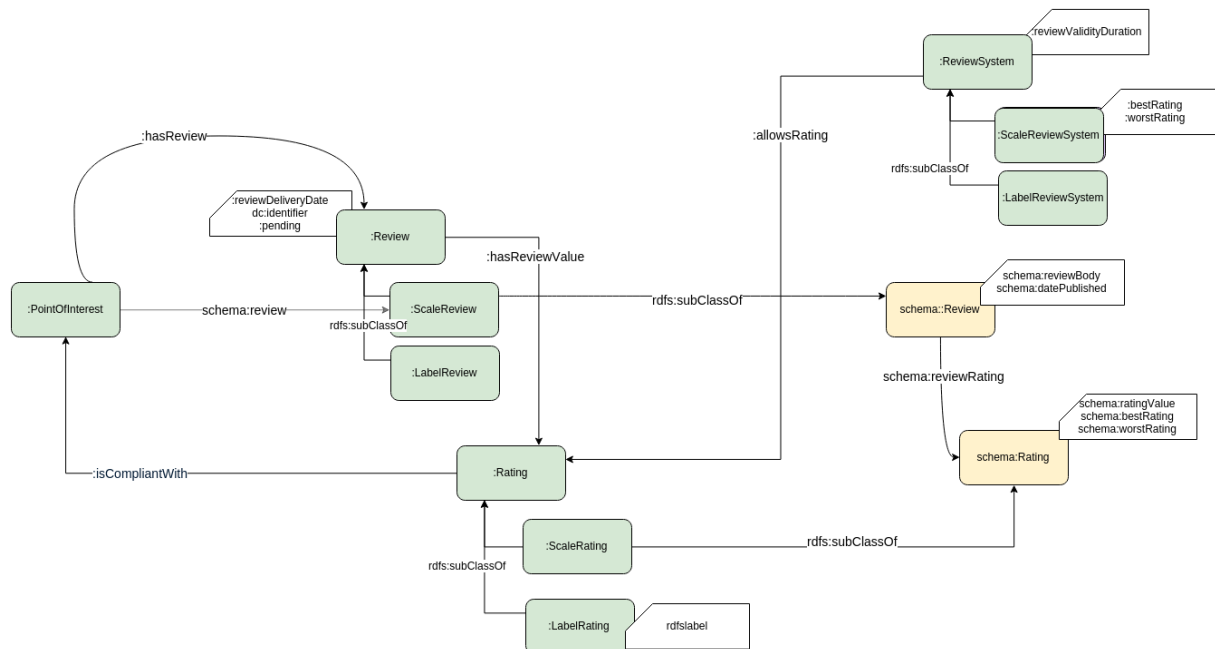 :reviewValidityDuration
:ReviewSystem
:bestRating
:worstRating
:hasReview
:allowsRating
:ScaleReviewSystem
rdfs:subClassOf
:LabelReviewSystem
:reviewDeliveryDate
dc:identifier
:pending
:Review
:hasReviewValue
schema:reviewBody
schema:datePublished
:PointOfInterest
schema:review
:ScaleReview
rdfs:subClassOf
schema::Review
rdfs:subClassOf
:LabelReview
schema:reviewRating
schema:ratingValue
schema:bestRating
schema:worstRating
schema:Rating
:isCompliantWith
:Rating
:ScaleRating
rdfs:subClassOf
rdfs:subClassOf
:LabelRating
rdfslabel